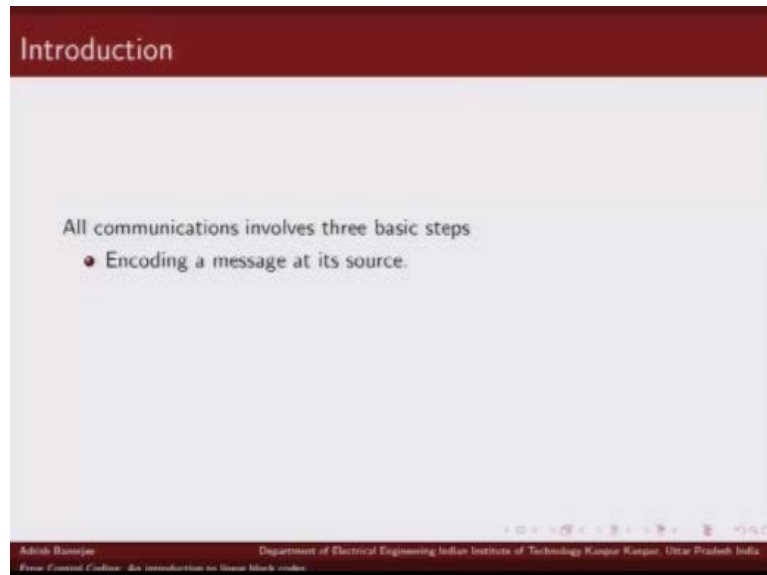 Introduction
All communications involves three basic steps
Encoding a message at its source.
Adrish Banerjee Department of Electrical Engineering Indian Institute of Technology Kanpur Kanpur, Uttar Pradesh India
Error Control Coding: An introduction to linear block codes